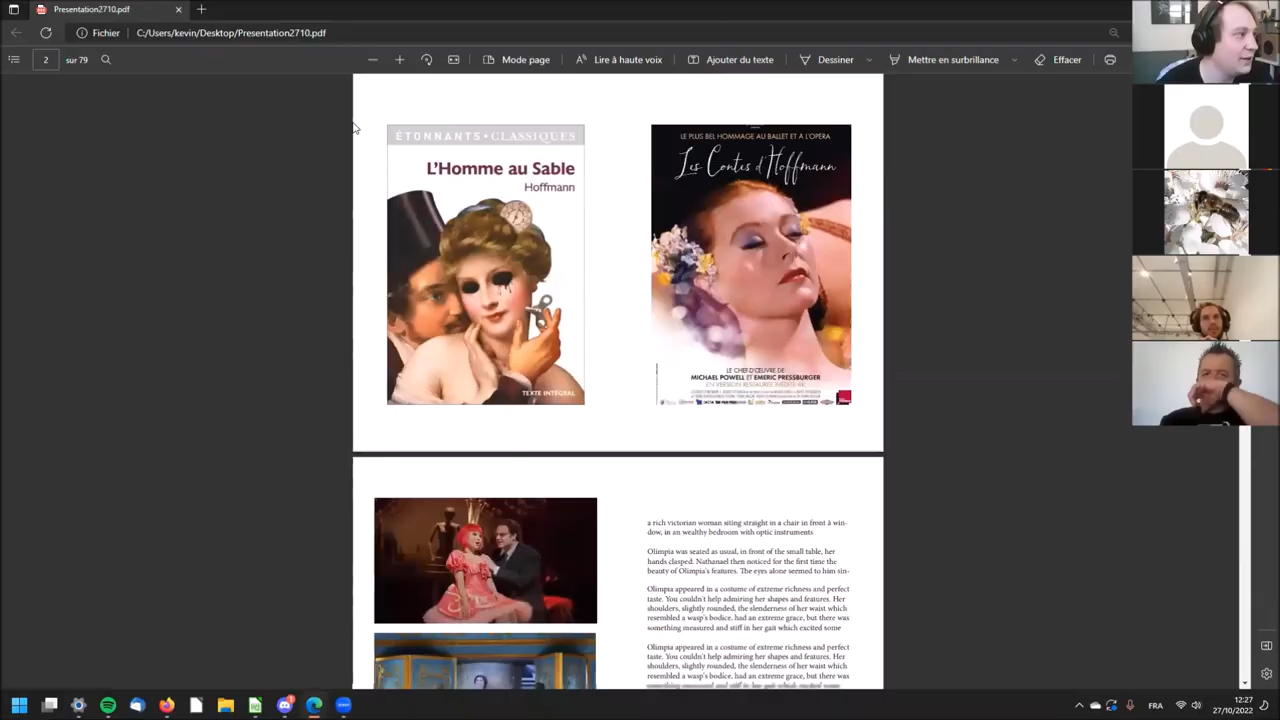 Presentation2710.pdf
Fichier
C:/Users/kevin/Desktop/Presentation2710.pdf
2
sur 79
Mode page
Lire à haute voix
Ajouter du texte
Dessiner
Mettre en surbrillance
Effacer
ÉTONNANTS • CLASSIQUES
L'Homme au Sable
Hoffmann
TEXTE INTÉGRAL
LE PLUS BEL HOMMAGE AU BALLET ET A L'OPERA
Les Contes d'Hoffmann
LE CHEF-D'ŒUVRE DE
MICHAEL POWELL ET EMERIC PRESSBURGER
EN VERSION RESTAURÉE INÉDITE 4K
a rich victorian woman siting straight in a chair in front à win-
dow, in an wealthy bedroom with optic instruments
Olimpia was seated as usual, in front of the small table, her
hands clasped. Nathanael then noticed for the first time the
beauty of Olimpia's features. The eyes alone seemed to him sin-
Olimpia appeared in a costume of extreme richness and perfect
taste. You couldn't help admiring her shapes and features. Her
shoulders, slightly rounded, the slenderness of her waist which
resembled a wasp's bodice, had an extreme grace, but there was
something measured and stiff in her gait which excited some
Olimpia appeared in a costume of extreme richness and perfect
taste. You couldn't help admiring her shapes and features. Her
shoulders, slightly rounded, the slenderness of her waist which
resembled a wasp's bodice, had an extreme grace, but there was
FRA
12:27
27/10/2022